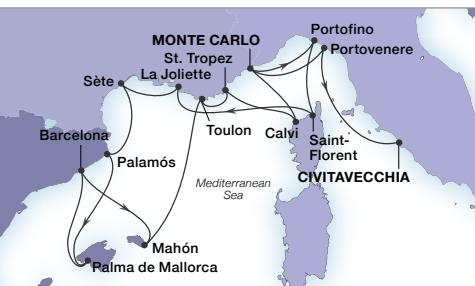 Portofino
MONTE CARLO
Portovenere
St. Tropez
La Joliette
Sète
Toulon
Calvi
Saint-
Florent
Barcelona
Palamós
CIVITAVECCHIA
Mediterranean
Sea
Mahón
Palma de Mallorca